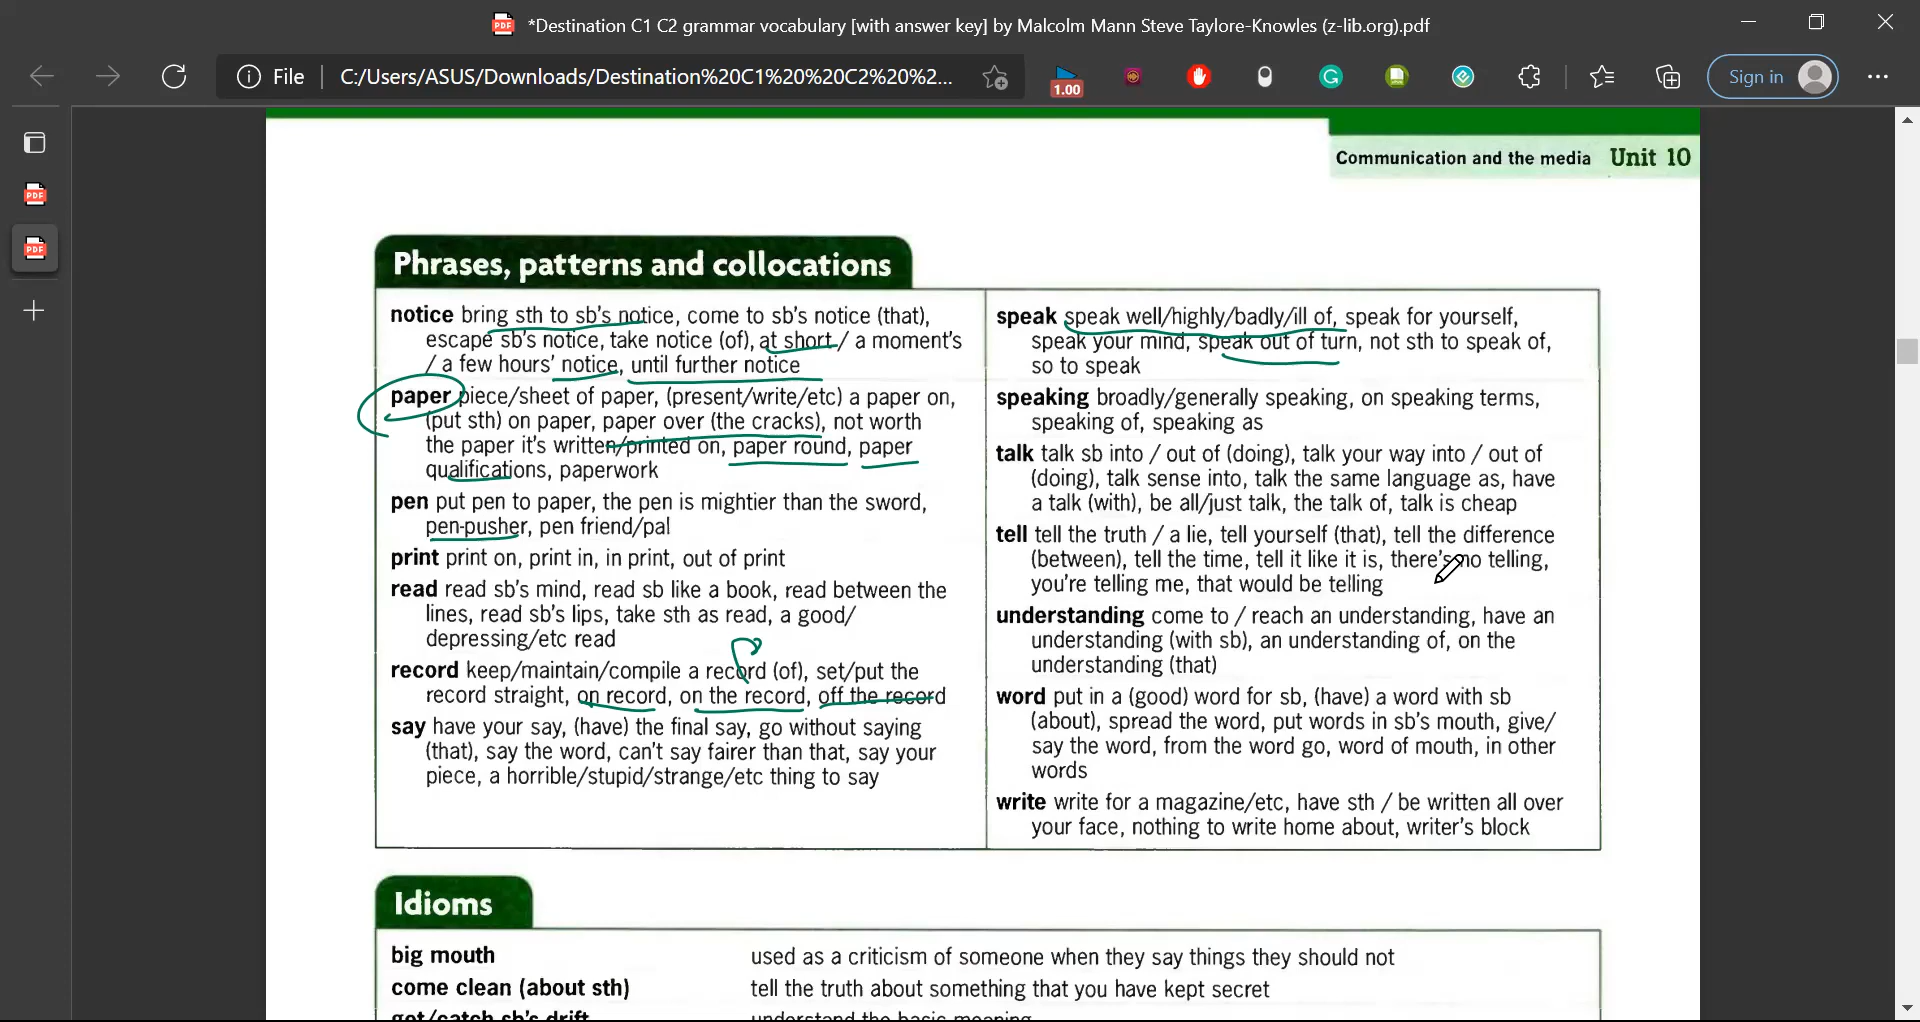 *Destination C1 C2 grammar vocabulary [with answer key] by Malcolm Mann Steve Taylore-Knowles (z-lib.org).pdf
File
C:/Users/ASUS/Downloads/Destination%20C1%20%20C2%20%2...
1.00
Sign in
Communication and the media Unit 10
Phrases, patterns and collocations
notice bring sth to sb's notice, come to sb's notice (that),
escape sb's notice, take notice (of), at short / a moment's
/ a few hours' notice, until further notice
paper piece/sheet of paper, (present/write/etc) a paper on,
(put sth) on paper, paper over (the cracks), not worth
the paper it's written/printed on, paper round, paper
qualifications, paperwork
pen put pen to paper, the pen is mightier than the sword,
pen-pusher, pen friend/pal
print print on, print in, in print, out of print
read read sb's mind, read sb like a book, read between the
lines, read sb's lips, take sth as read, a good/
depressing/etc read
record keep/maintain/compile a record (of), set/put the
record straight, on record, on the record, off the record
say have your say, (have) the final say, go without saying
(that), say the word, can't say fairer than that, say your
piece, a horrible/stupid/strange/etc thing to say
speak speak well/highly/badly/ill of, speak for yourself,
speak your mind, speak out of turn, not sth to speak of,
so to speak
speaking broadly/generally speaking, on speaking terms,
speaking of, speaking as
talk talk sb into / out of (doing), talk your way into / out of
(doing), talk sense into, talk the same language as, have
a talk (with), be all/just talk, the talk of, talk is cheap
tell tell the truth / a lie, tell yourself (that), tell the difference
(between), tell the time, tell it like it is, there's no telling,
you're telling me, that would be telling
understanding come to / reach an understanding, have an
understanding (with sb), an understanding of, on the
understanding (that)
word put in a (good) word for sb, (have) a word with sb
(about), spread the word, put words in sb's mouth, give/
say the word, from the word go, word of mouth, in other
words
write write for a magazine/etc, have sth / be written all over
your face, nothing to write home about, writer's block
Idioms
big mouth used as a criticism of someone when they say things they should not
come clean (about sth) tell the truth about something that you have kept secret
get/catch sb's drift understand the basic meaning